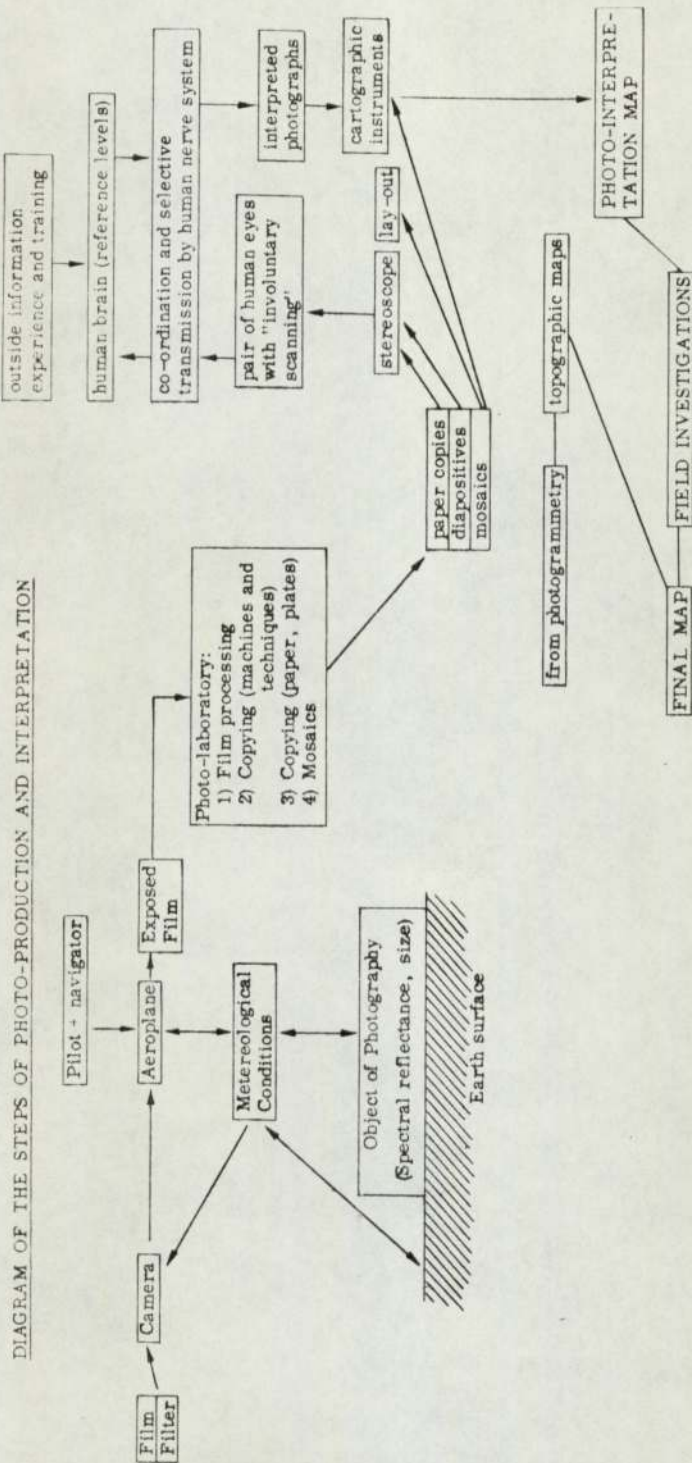 DIAGRAM OF THE STEPS OF PHOTO-PRODUCTION AND INTERPRETATION
Film
Filter
Camera
Pilot + navigator
Aeroplane
Exposed
Film
Metereological
Conditions
Object of Photography
(Spectral reflectance, size)
Earth surface
Photo-laboratory:
1) Film processing
2) Copying (machines and
techniques)
3) Copying (paper, plates)
4) Mosaics
paper copies
diapositives
mosaics
stereoscope
lay-out
pair of human eyes
with "involuntary
scanning"
co-ordination and selective
transmission by human nerve system
human brain (reference levels)
outside information
experience and training
interpreted
photographs
cartographic
instruments
PHOTO-INTERPRE-
TATION MAP
from photogrammetry
topographic maps
FINAL MAP
FIELD INVESTIGATIONS